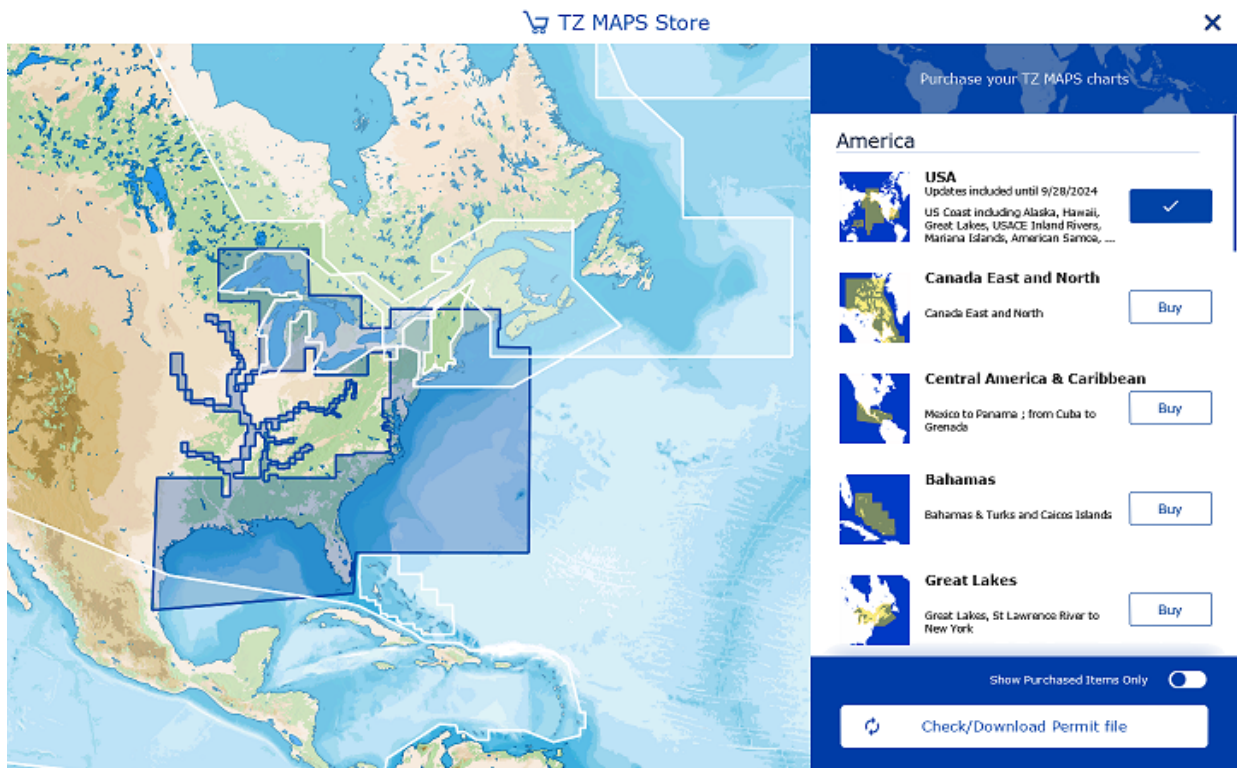 TZ MAPS Store
Purchase your TZ MAPS charts
America
USA
Updates included until 9/28/2024
US Coast including Alaska, Hawaii,
Great Lakes, USACE Inland Rivers,
Mariana Islands, American Samoa, ...
Canada East and North
Canada East and North
Buy
Central America & Caribbean
Mexico to Panama ; from Cuba to
Grenada
Buy
Bahamas
Bahamas & Turks and Caicos Islands
Buy
Great Lakes
Great Lakes, St Lawrence River to
New York
Buy
Show Purchased Items Only
Check/Download Permit file